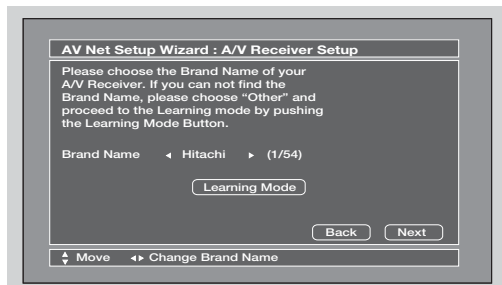 AV Net Setup Wizard : A/V Receiver Setup
Please choose the Brand Name of your
A/V Receiver. If you can not find the
Brand Name, please choose “Other” and
proceed to the Learning mode by pushing
the Learning Mode Button.
Brand Name ◀ Hitachi ▶ (1/54)
Learning Mode
Back Next
▲▼ Move ◀▶ Change Brand Name